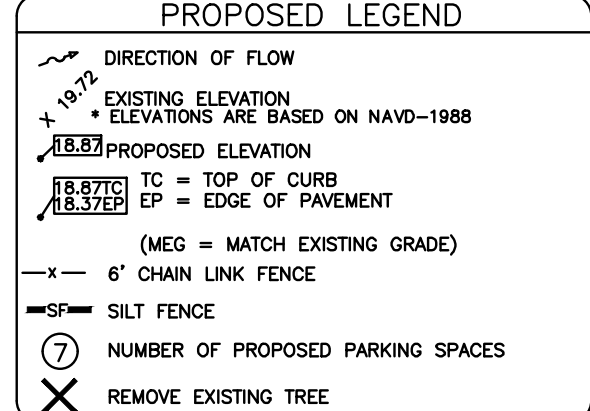 PROPOSED LEGEND
DIRECTION OF FLOW
X 19.72 EXISTING ELEVATION
* ELEVATIONS ARE BASED ON NAVD-1988
18.87 PROPOSED ELEVATION
18.87TC TC = TOP OF CURB
18.37EP EP = EDGE OF PAVEMENT
(MEG = MATCH EXISTING GRADE)
x 6' CHAIN LINK FENCE
SF SILT FENCE
7 NUMBER OF PROPOSED PARKING SPACES
REMOVE EXISTING TREE